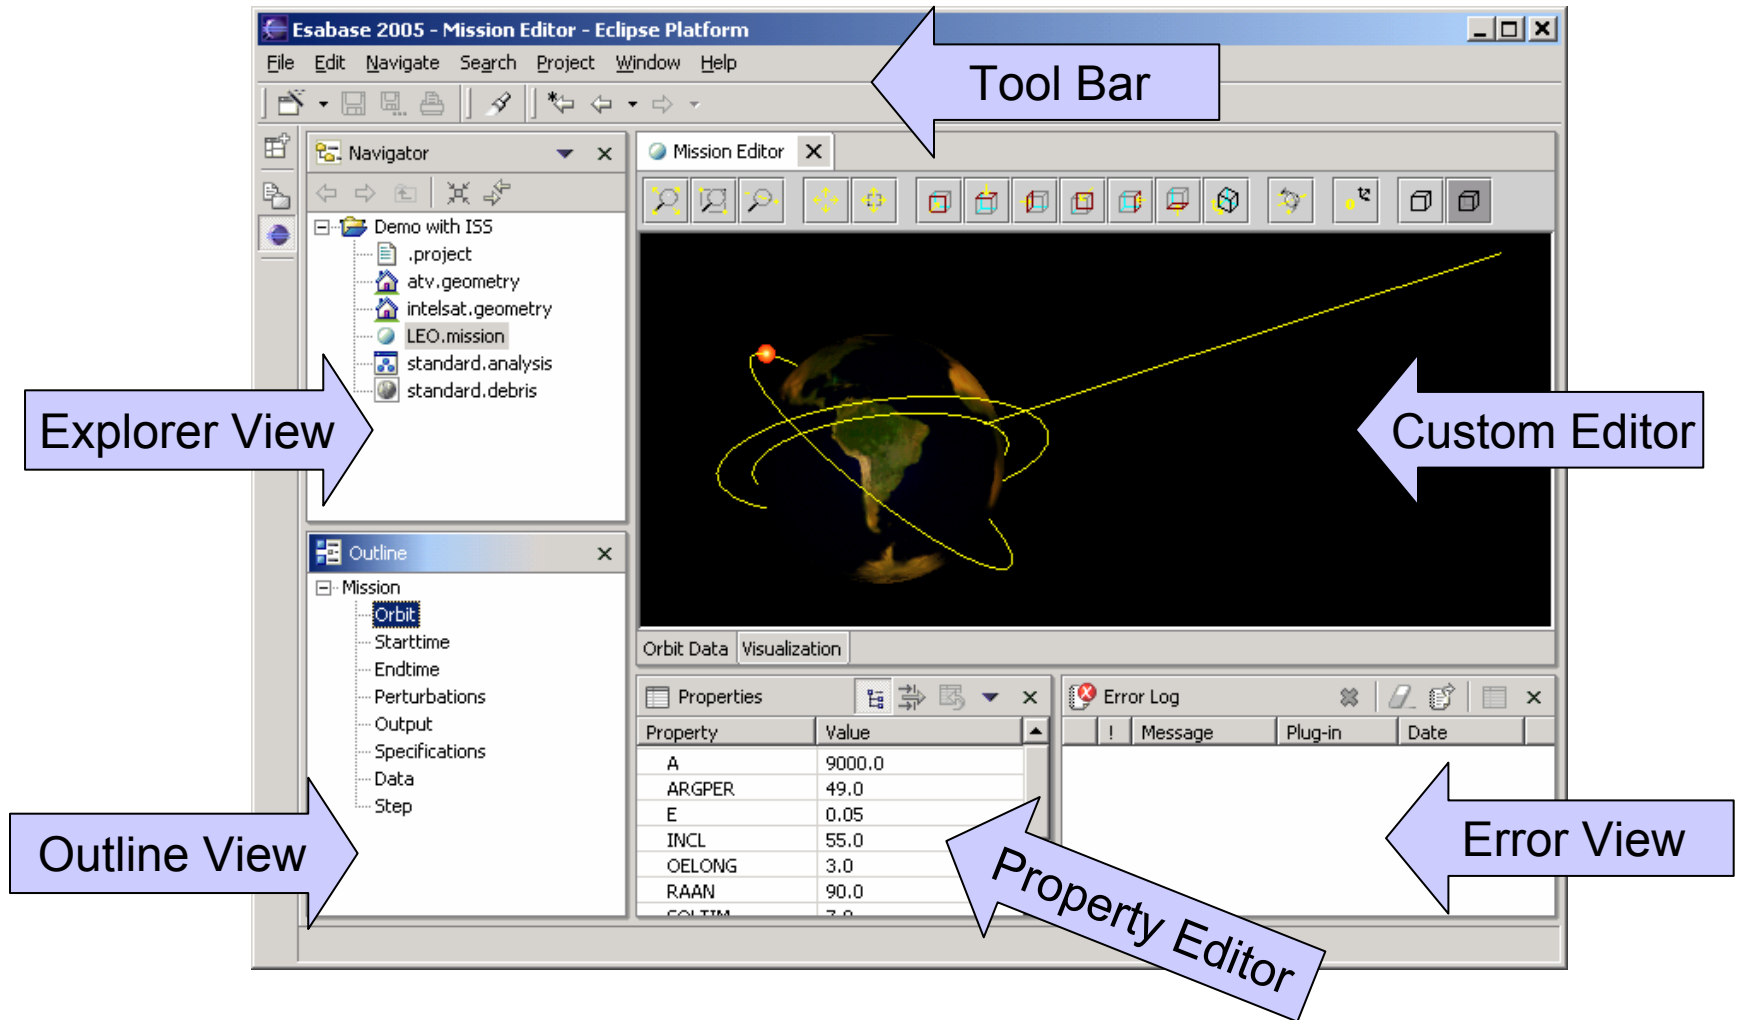 Esabase 2005 - Mission Editor - Eclipse Platform
File Edit Navigate Search Project Window Help
Tool Bar
Navigator
Demo with ISS
.project
atv.geometry
intelsat.geometry
LEO.mission
standard.analysis
standard.debris
Explorer View
Mission Editor
Custom Editor
Orbit Data Visualization
Outline
Mission
Orbit
Starttime
Endtime
Perturbations
Output
Specifications
Data
Step
Outline View
Properties
Property Value
A 9000.0
ARGPER 49.0
E 0.05
INCL 55.0
OELONG 3.0
RAAN 90.0
Property Editor
Error Log
! Message Plug-in Date
Error View